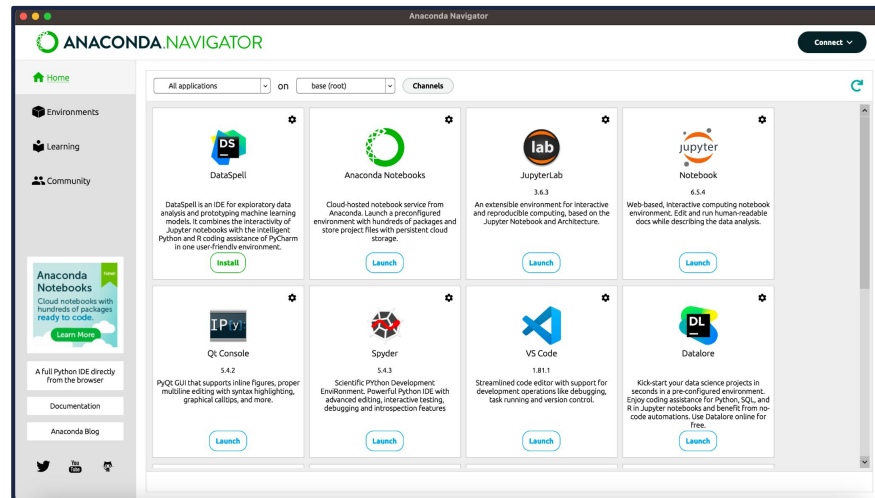 Anaconda Navigator
ANACONDA.NAVIGATOR
Connect
Home
Environments
Learning
Community
All applications
on
base (root)
Channels
DS
DataSpell
DataSpell is an IDE for exploratory data
analysis and prototyping machine learning
models. It combines the interactivity of
Jupyter notebooks with the intelligent
Python and R coding assistance of PyCharm
in one user-friendly environment.
Install
Anaconda Notebooks
Cloud-hosted notebook service from
Anaconda. Launch a preconfigured
environment with hundreds of packages and
store project files with persistent cloud
storage.
Launch
lab
JupyterLab
3.6.3
An extensible environment for interactive
and reproducible computing, based on the
Jupyter Notebook and Architecture.
Launch
jupyter
Notebook
6.5.4
Web-based, interactive computing notebook
environment. Edit and run human-readable
docs while describing the data analysis.
Launch
IP[y]:
Qt Console
5.4.2
PyQt GUI that supports inline figures, proper
multiline editing with syntax highlighting,
graphical calltips, and more.
Launch
Spyder
5.4.3
Scientific PYthon Development
EnviRonment. Powerful Python IDE with
advanced editing, interactive testing,
debugging and introspection features
Launch
VS Code
1.81.1
Streamlined code editor with support for
development operations like debugging,
task running and version control.
Launch
DL
Datalore
Kick-start your data science projects in
seconds in a pre-configured environment.
Enjoy coding assistance for Python, SQL, and
R in Jupyter notebooks and benefit from no-
code automations. Use Datalore online for
free.
Launch
Anaconda
Notebooks
New!
Cloud notebooks with
hundreds of packages
ready to code.
Learn More
A full Python IDE directly
from the browser
Documentation
Anaconda Blog
You
Tube